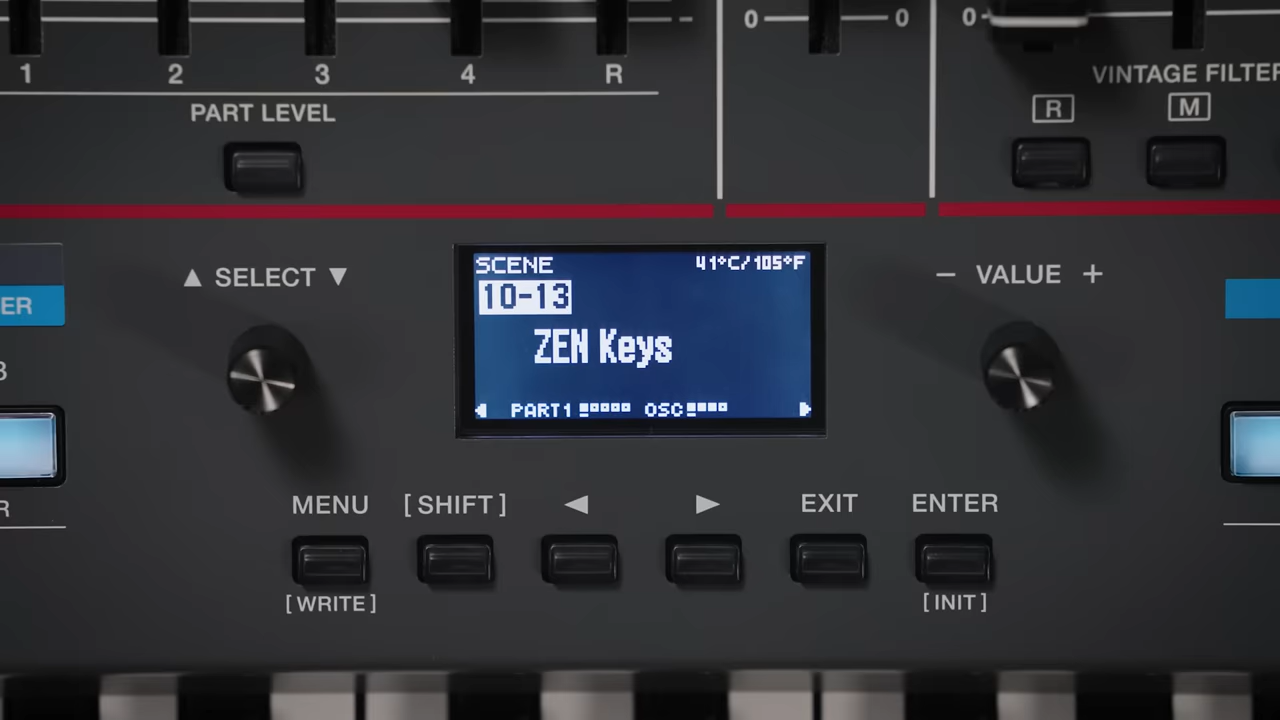 0 0 0
1 2 3 4 R
VINTAGE FILTER
PART LEVEL
R M
SELECT
SCENE 41°C/105°F
10-13
ZEN Keys
PART1 OSC
− VALUE +
ER
B
R
MENU [SHIFT] EXIT ENTER
[WRITE] [INIT]